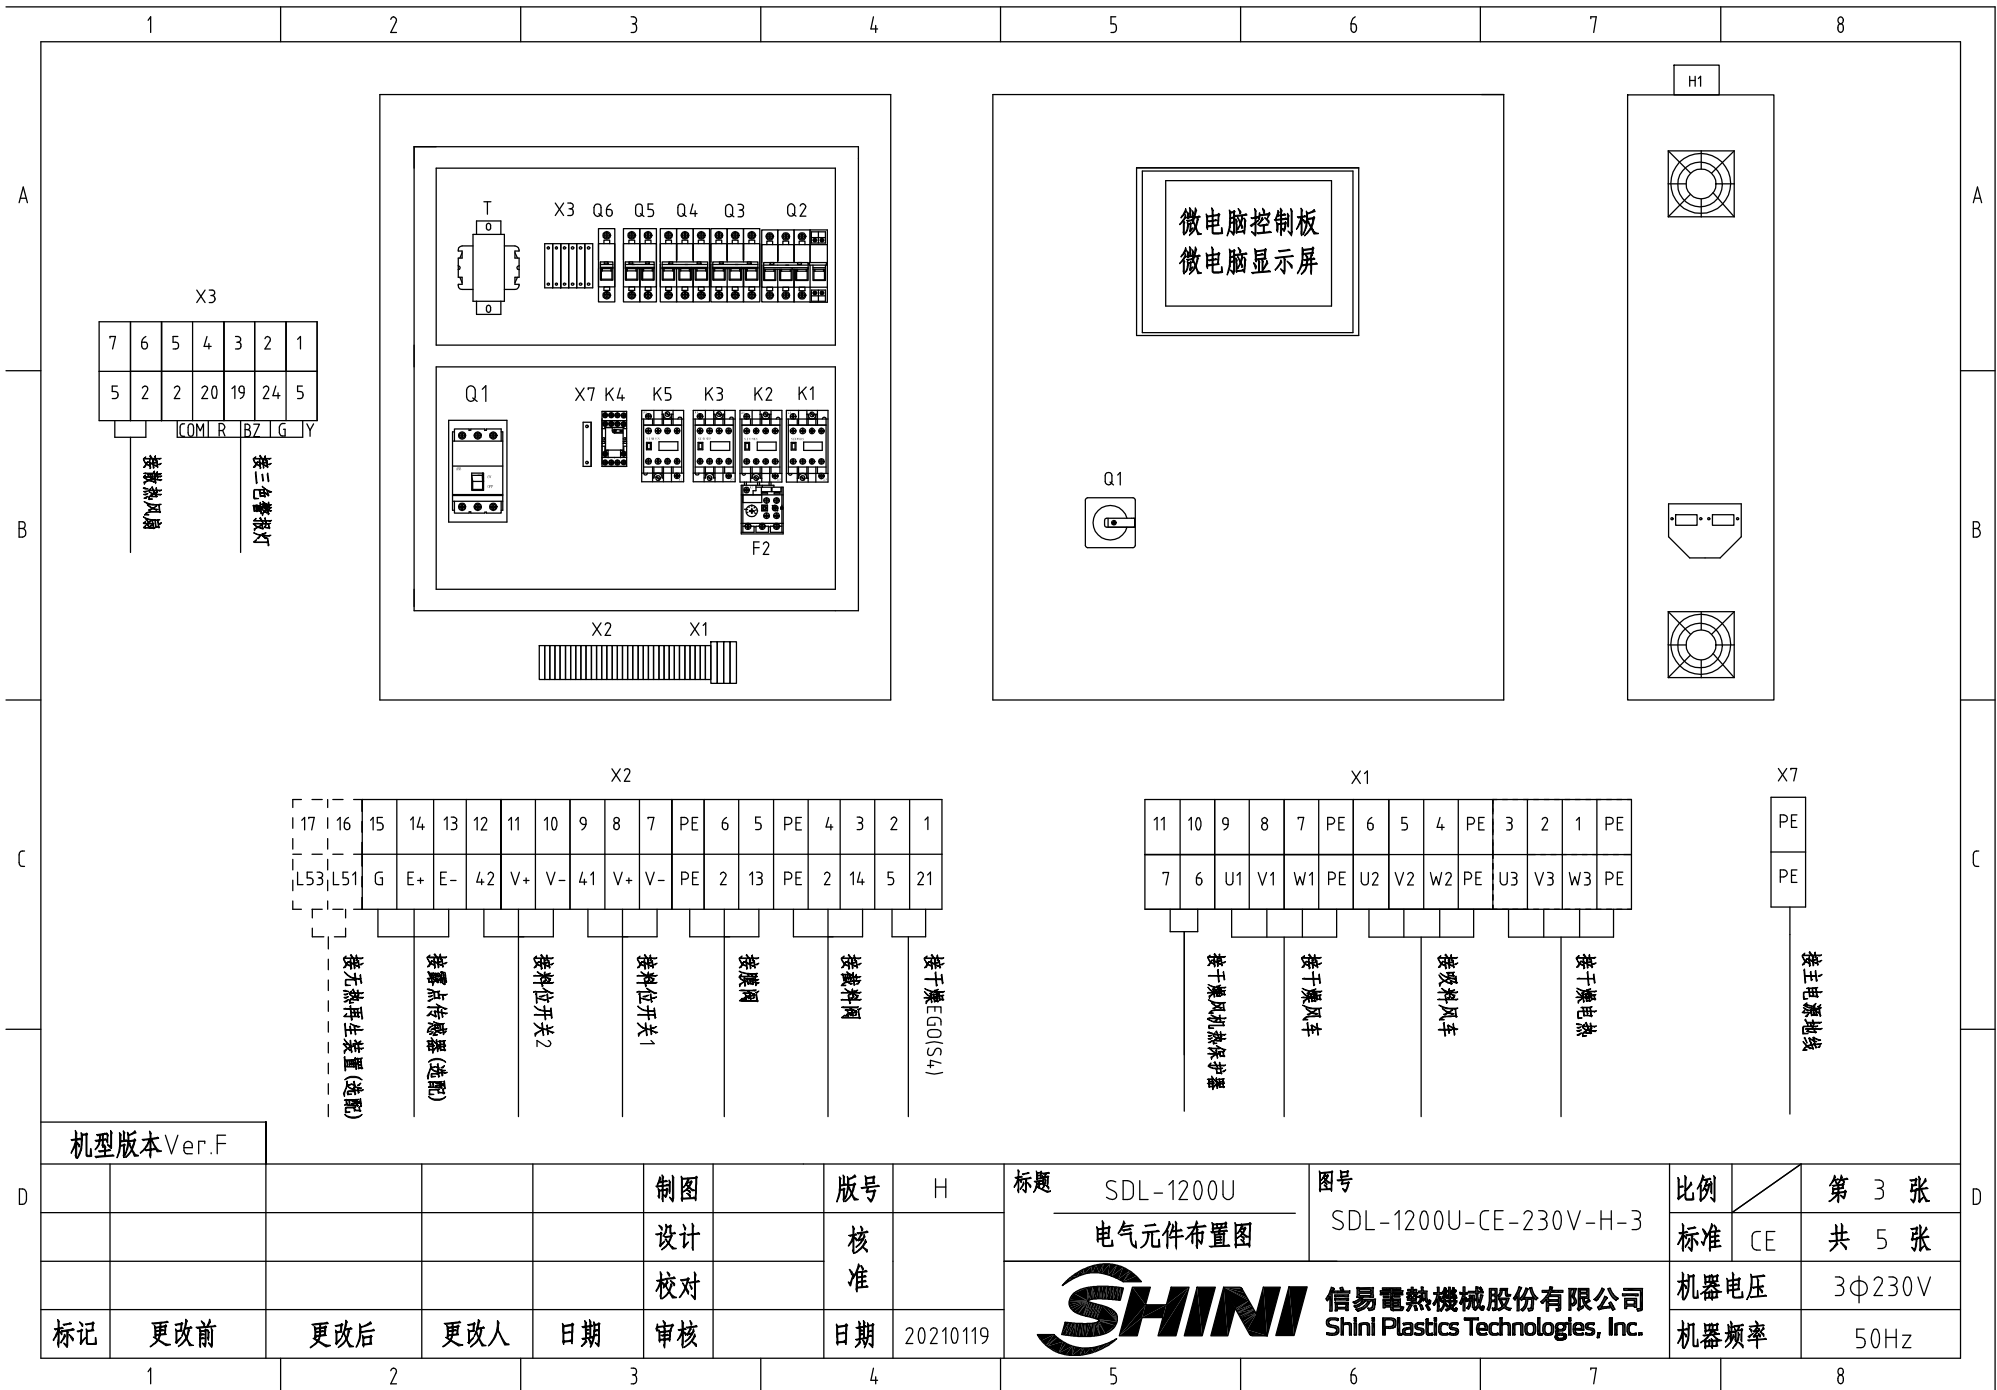 1 2 3 4 5 6 7 8
H1
A A
T X3 Q6 Q5 Q4 Q3 Q2
0
0
微电脑控制板
微电脑显示屏
X3
7 6 5 4 3 2 1
5 2 2 20 19 24 5
COM R BZ G Y
接散热风扇
接三色警报灯
Q1 X7 K4 K5 K3 K2 K1
F2
Q1
B B
X2 X1
X2
17 16 15 14 13 12 11 10 9 8 7 PE 6 5 PE 4 3 2 1
L53 L51 G E+ E- 42 V+ V- 41 V+ V- PE 2 13 PE 2 14 5 21
接无热再生装置(选配)
接露点传感器(选配)
接料位开关2
接料位开关1
接膜阀
接截料阀
接干燥EGO(S4)
X1
11 10 9 8 7 PE 6 5 4 PE 3 2 1 PE
7 6 U1 V1 W1 PE U2 V2 W2 PE U3 V3 W3 PE
接干燥风机热保护器
接干燥风车
接吸料风车
接干燥电热
X7
PE
PE
接主电源地线
C C
机型版本Ver.F
D D
制图 版号 H
设计 核准
校对
标记 更改前 更改后 更改人 日期 审核 日期 20210119
标题 SDL-1200U
电气元件布置图
图号
SDL-1200U-CE-230V-H-3
比例 第 3 张
标准 CE 共 5 张
机器电压 3φ230V
机器频率 50Hz
SHINI
信易電熱機械股份有限公司
Shini Plastics Technologies, Inc.
1 2 3 4 5 6 7 8